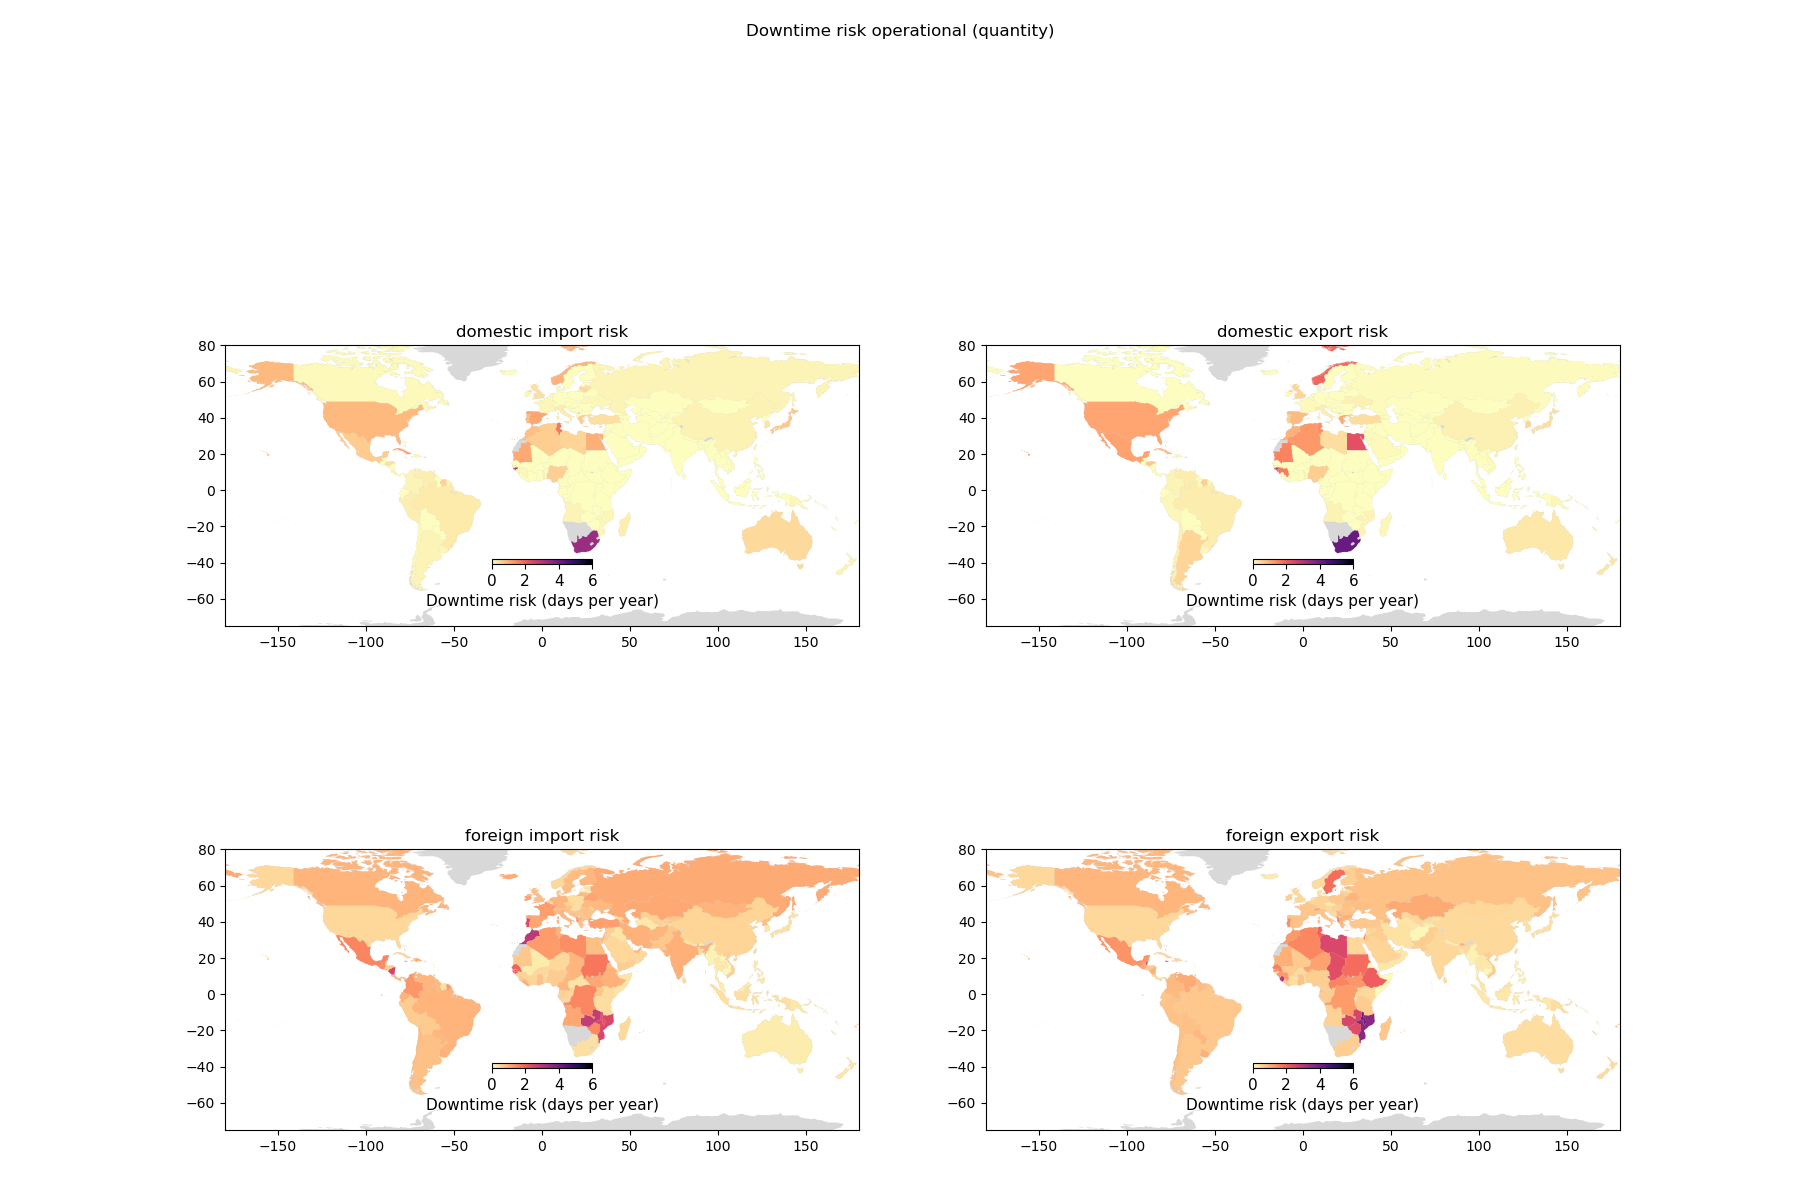 Downtime risk operational (quantity)
domestic import risk
80
60
40
20
0
−20
−40
−60
−150 −100 −50 0 50 100 150
0 2 4 6
Downtime risk (days per year)
domestic export risk
80
60
40
20
0
−20
−40
−60
−150 −100 −50 0 50 100 150
0 2 4 6
Downtime risk (days per year)
foreign import risk
80
60
40
20
0
−20
−40
−60
−150 −100 −50 0 50 100 150
0 2 4 6
Downtime risk (days per year)
foreign export risk
80
60
40
20
0
−20
−40
−60
−150 −100 −50 0 50 100 150
0 2 4 6
Downtime risk (days per year)